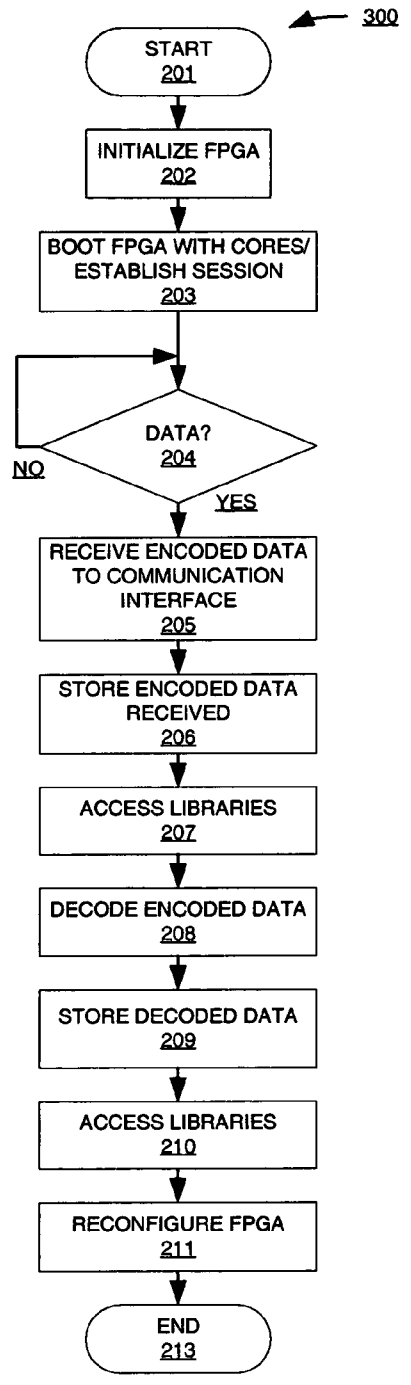 300
START
201
INITIALIZE FPGA
202
BOOT FPGA WITH CORES/
ESTABLISH SESSION
203
DATA?
204
NO
YES
RECEIVE ENCODED DATA
TO COMMUNICATION
INTERFACE
205
STORE ENCODED DATA
RECEIVED
206
ACCESS LIBRARIES
207
DECODE ENCODED DATA
208
STORE DECODED DATA
209
ACCESS LIBRARIES
210
RECONFIGURE FPGA
211
END
213